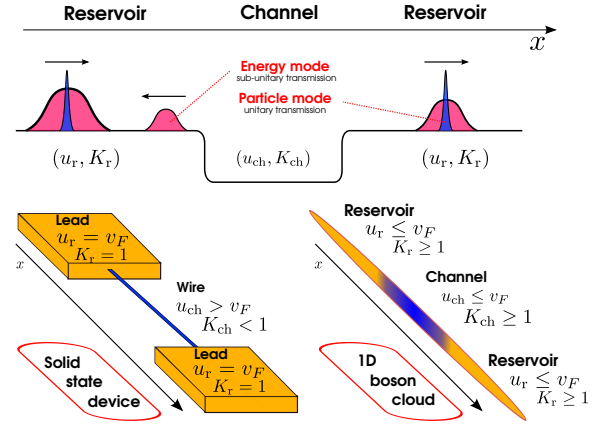 Reservoir Channel Reservoir
x
Energy mode
sub-unitary transmission
Particle mode
unitary transmission
(u_r, K_r) (u_ch, K_ch) (u_r, K_r)
Lead
u_r = v_F
K_r = 1
x
Wire
u_ch > v_F
K_ch < 1
Lead
u_r = v_F
K_r = 1
Solid
state
device
Reservoir
u_r ≤ v_F
K_r ≥ 1
x
Channel
u_ch ≤ v_F
K_ch ≥ 1
Reservoir
u_r ≤ v_F
K_r ≥ 1
1D
boson
cloud